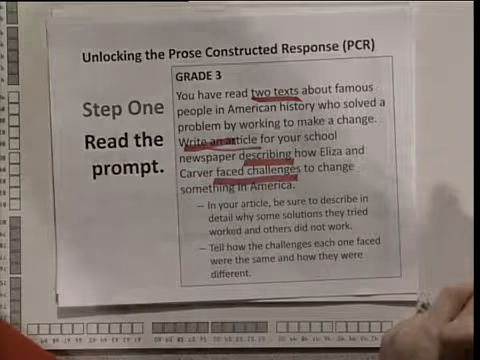 Unlocking the Prose Constructed Response (PCR)
Step One
Read the
prompt.
GRADE 3
You have read two texts about famous
people in American history who solved a
problem by working to make a change.
Write an article for your school
newspaper describing how Eliza and
Carver faced challenges to change
something in America.
– In your article, be sure to describe in
detail why some solutions they tried
worked and others did not work.
– Tell how the challenges each one faced
were the same and how they were
different.